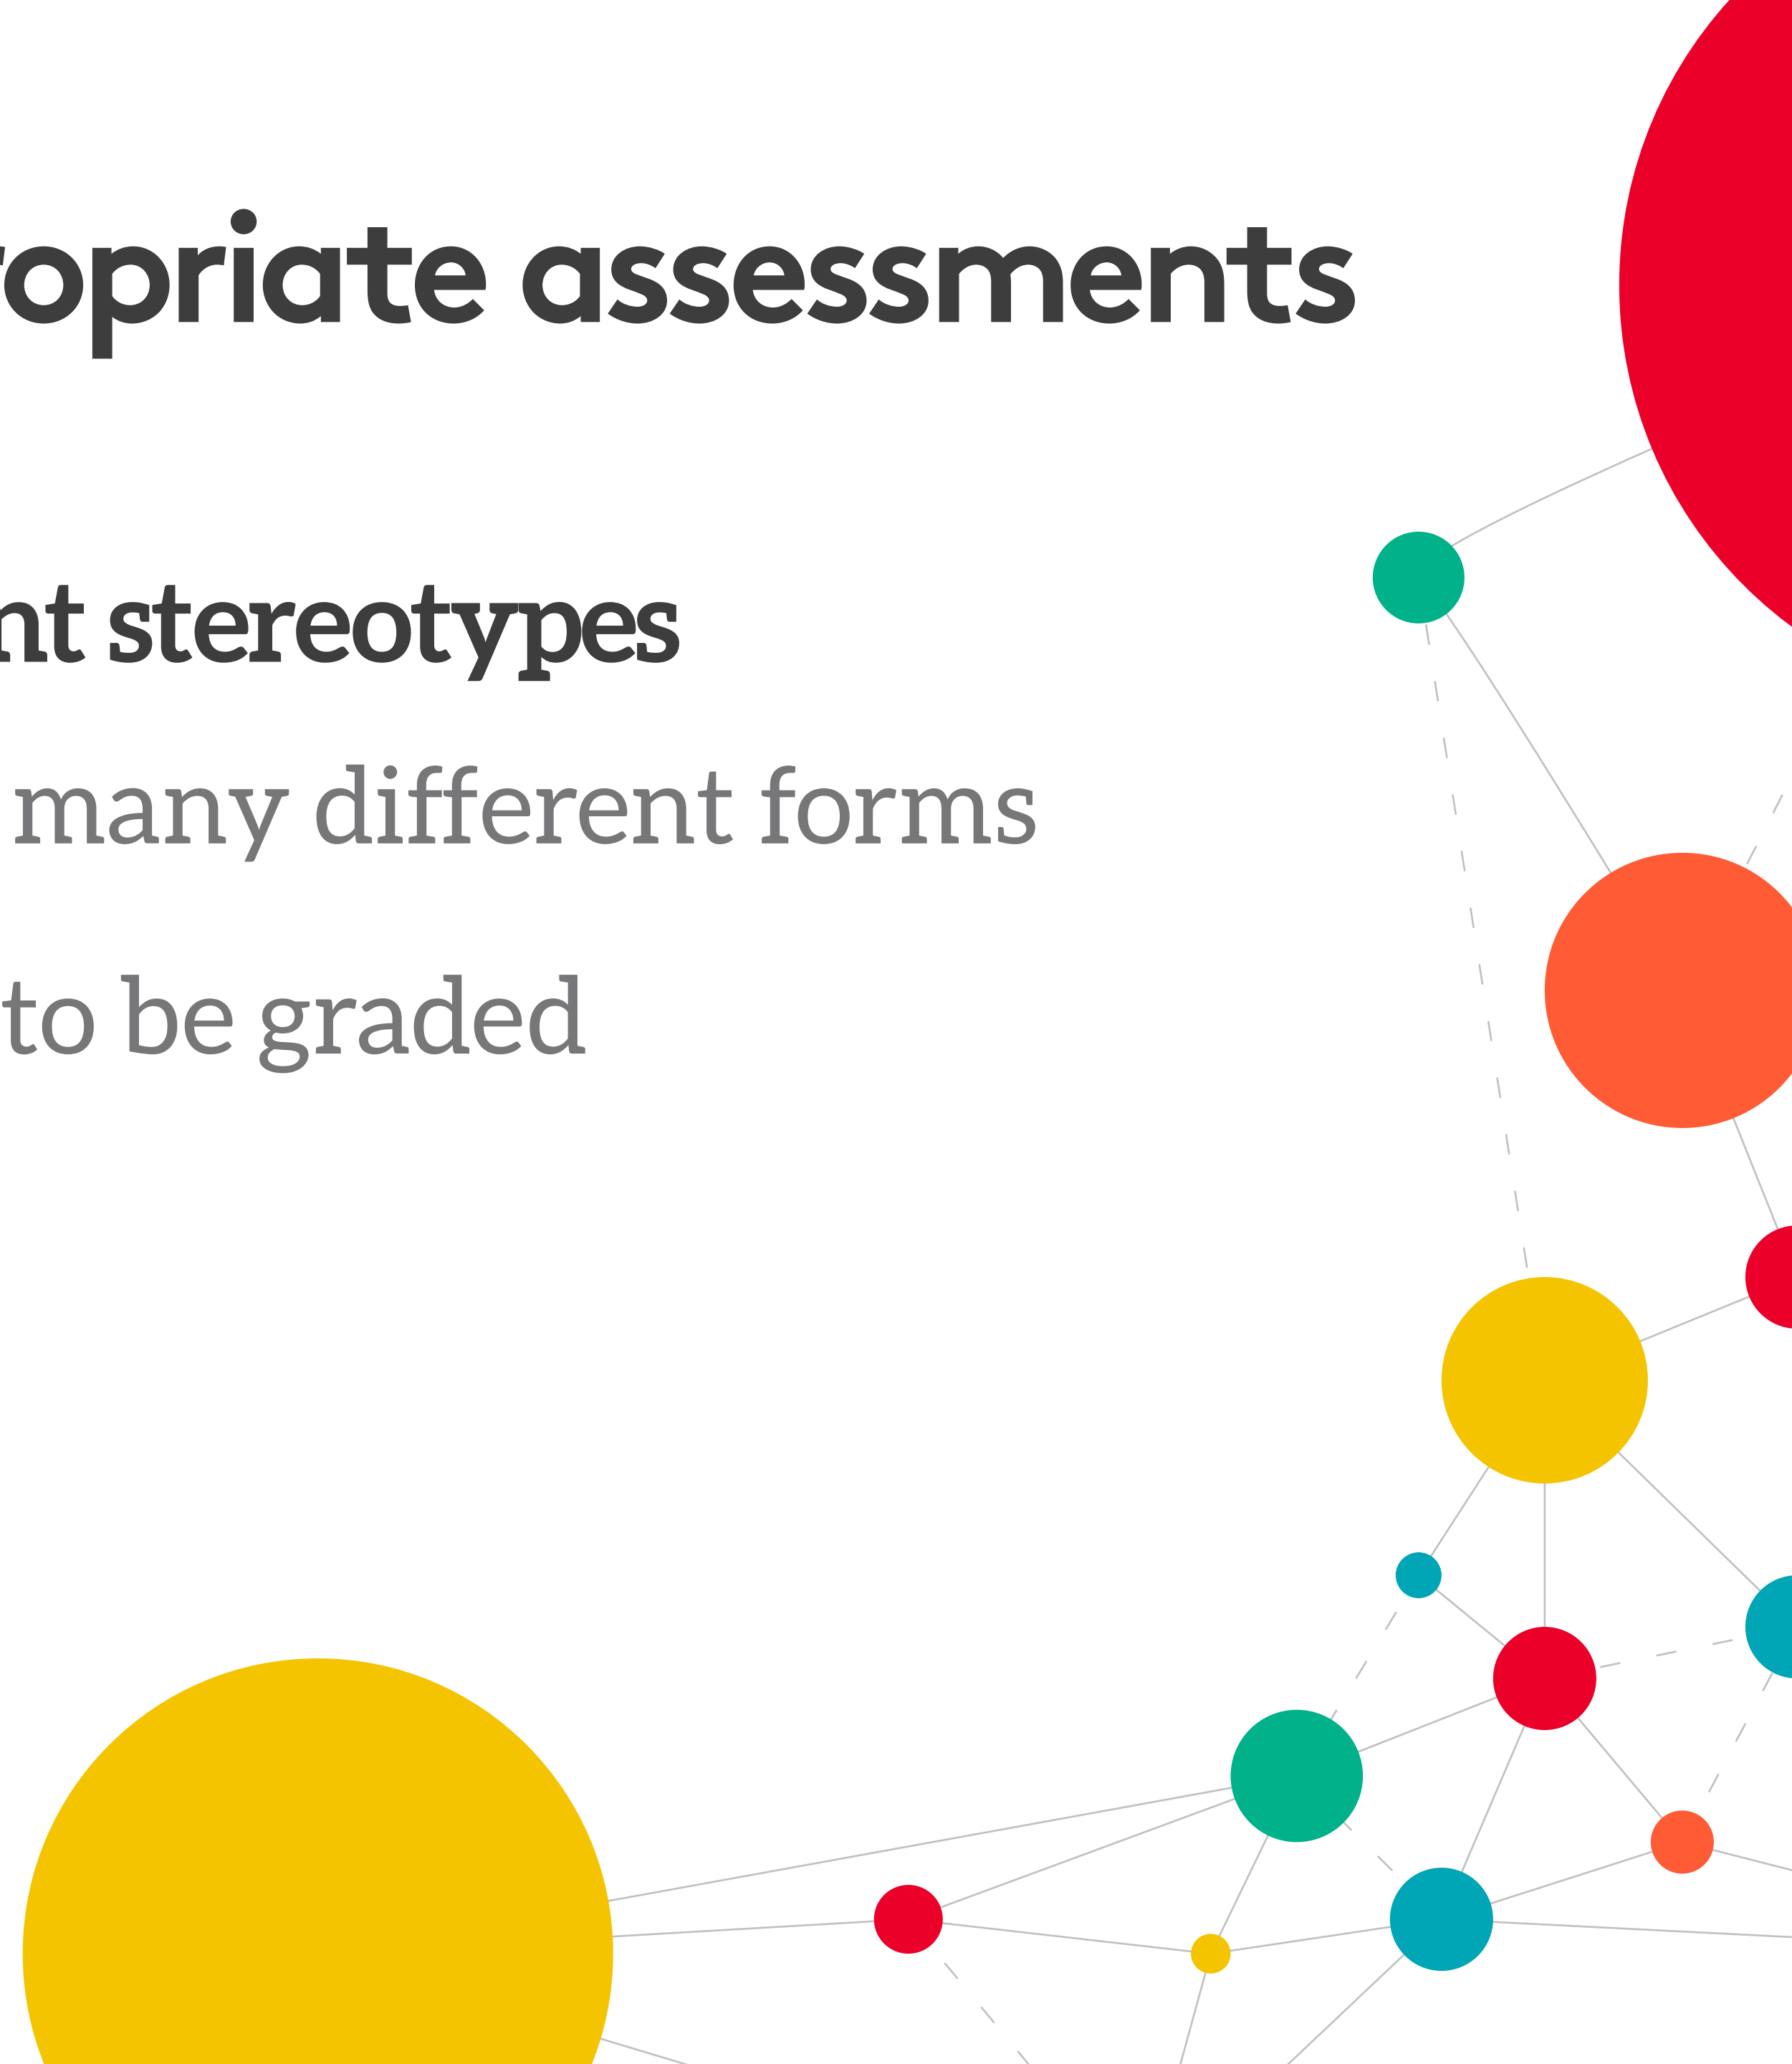 opriate assessments
nt stereotypes
many different forms
to be graded